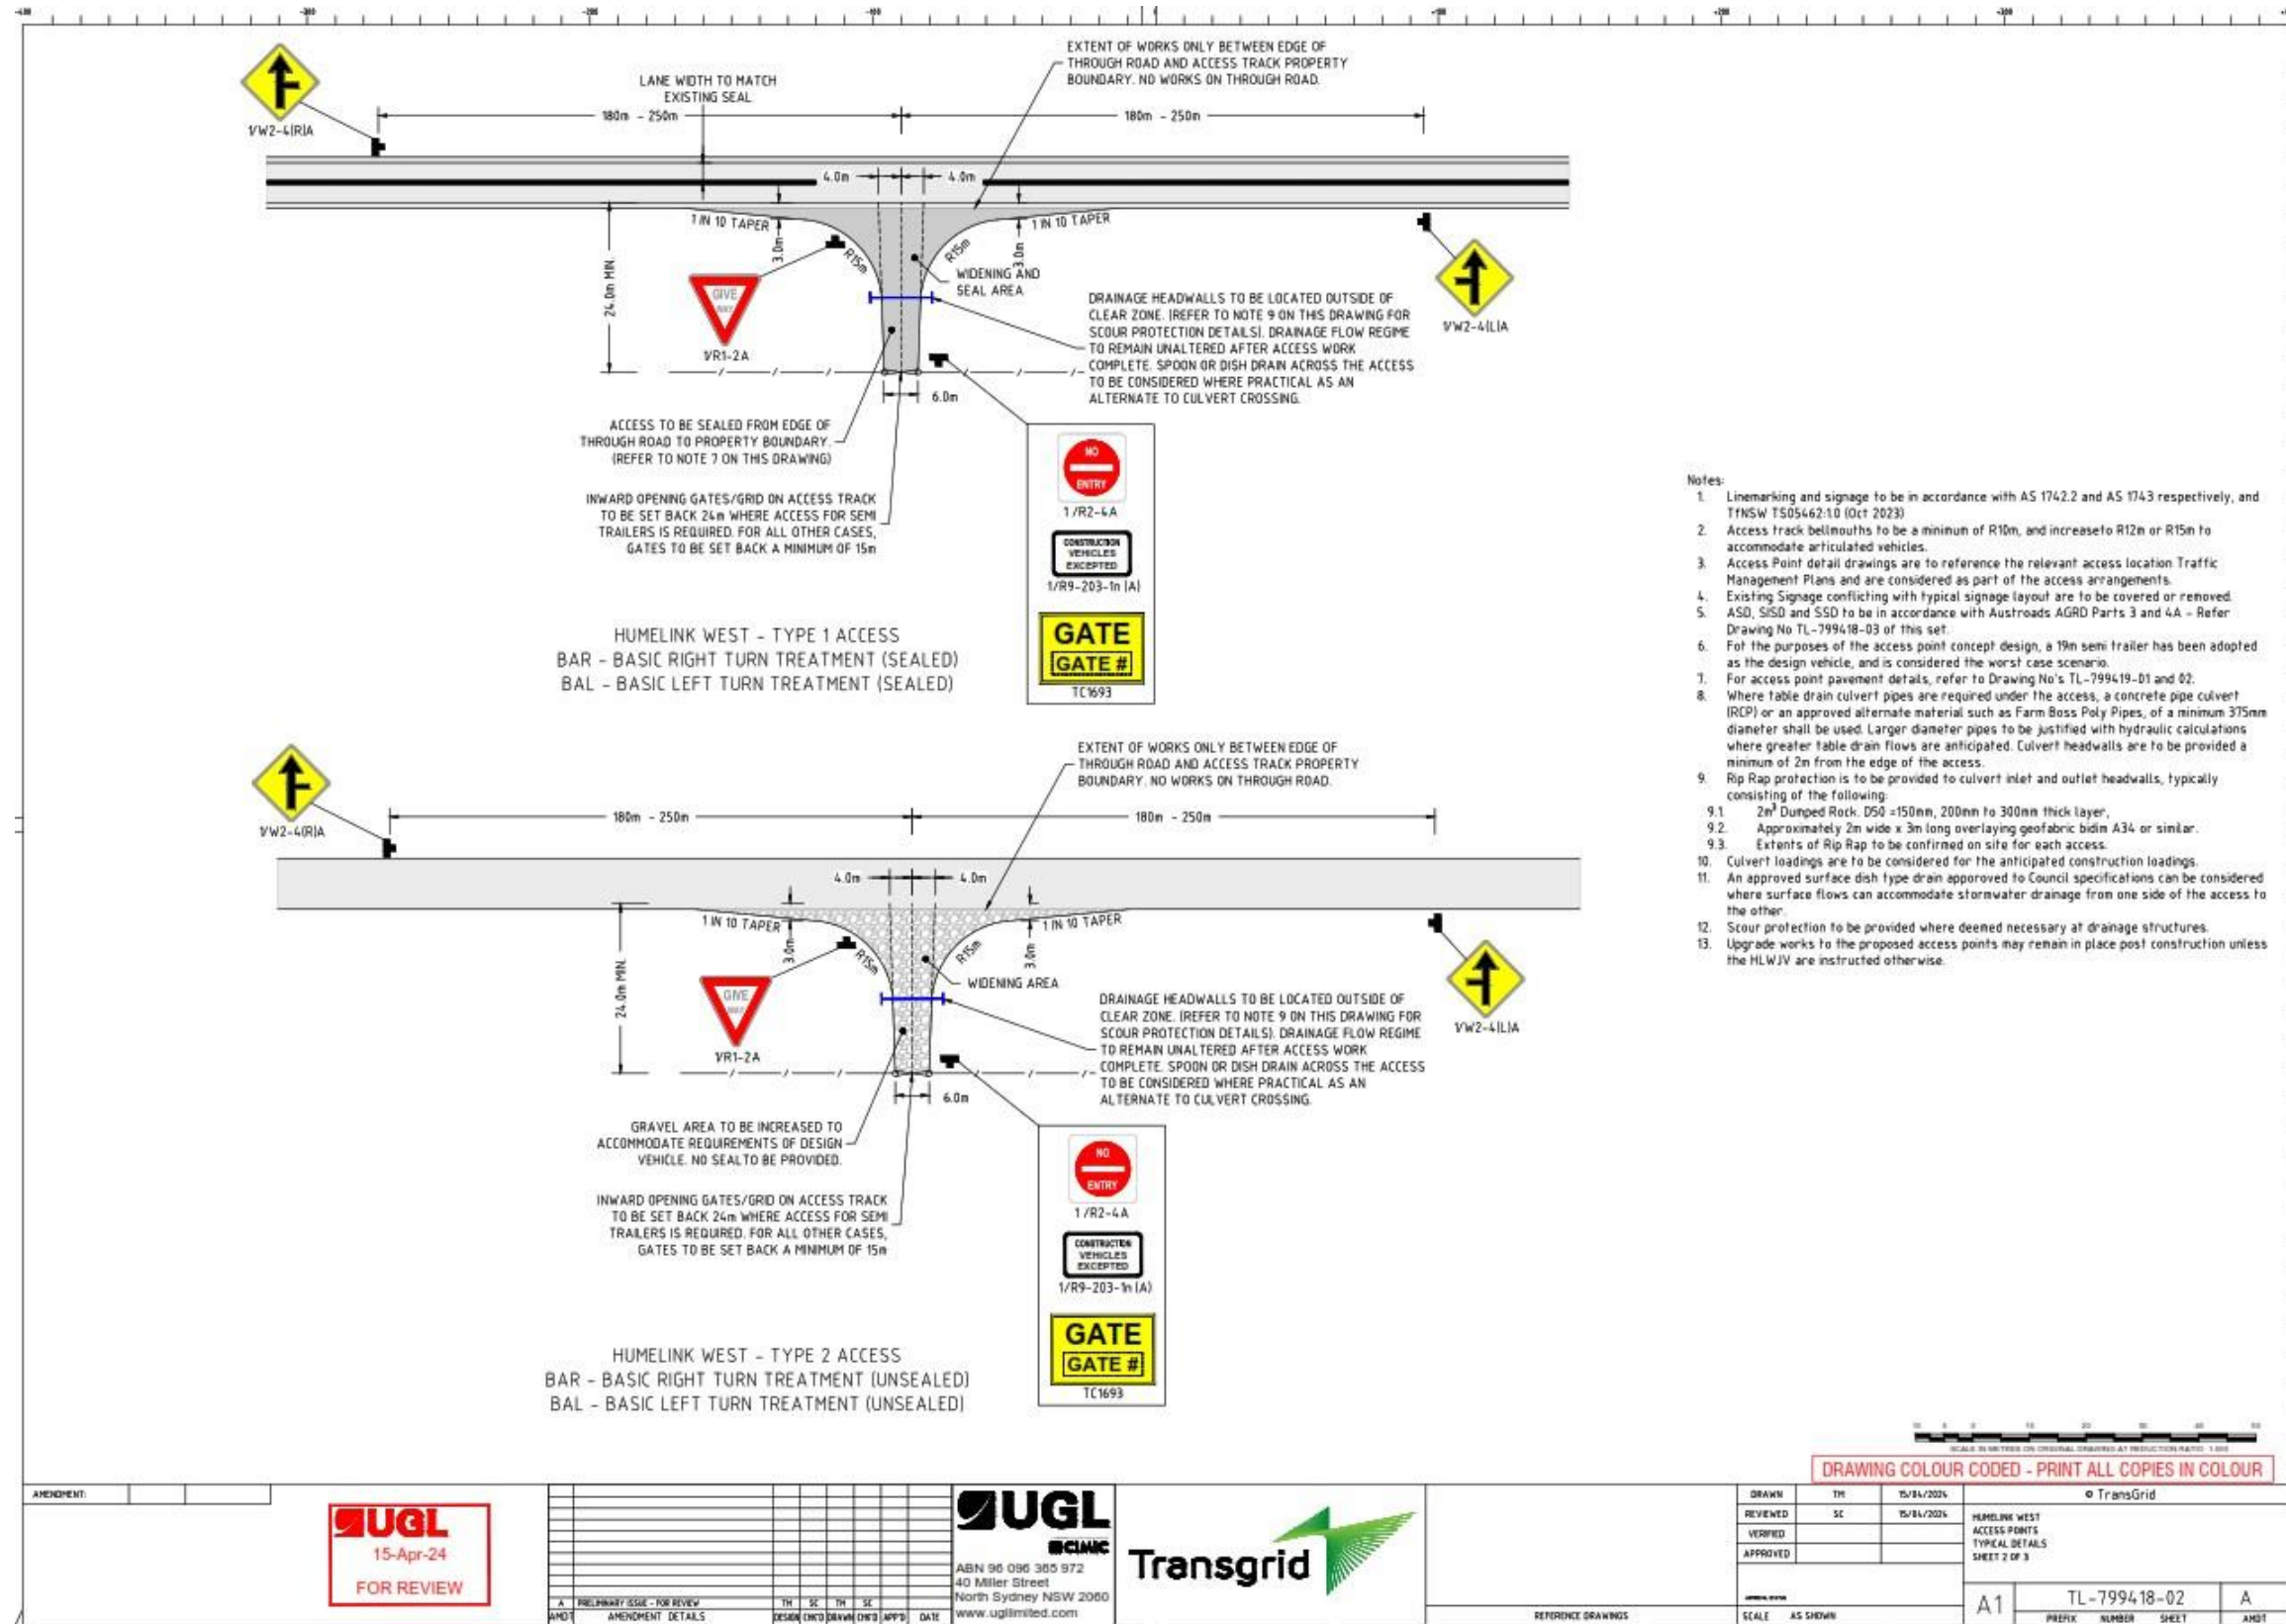 -200
-100
0
1/W2-4(R)A
LANE WIDTH TO MATCH
EXISTING SEAL
180m - 250m
180m - 250m
EXTENT OF WORKS ONLY BETWEEN EDGE OF
THROUGH ROAD AND ACCESS TRACK PROPERTY
BOUNDARY. NO WORKS ON THROUGH ROAD.
4.0m
4.0m
1 IN 10 TAPER
1 IN 10 TAPER
3.0m
3.0m
R15m
R15m
24.0m MIN.
GIVE
WAY
1/R1-2A
WIDENING AND
SEAL AREA
1/W2-4(L)A
DRAINAGE HEADWALLS TO BE LOCATED OUTSIDE OF
CLEAR ZONE. (REFER TO NOTE 9 ON THIS DRAWING FOR
SCOUR PROTECTION DETAILS). DRAINAGE FLOW REGIME
TO REMAIN UNALTERED AFTER ACCESS WORK
COMPLETE. SPOON OR DISH DRAIN ACROSS THE ACCESS
TO BE CONSIDERED WHERE PRACTICAL AS AN
ALTERNATE TO CULVERT CROSSING.
6.0m
ACCESS TO BE SEALED FROM EDGE OF
THROUGH ROAD TO PROPERTY BOUNDARY.
(REFER TO NOTE 7 ON THIS DRAWING)
INWARD OPENING GATES/GRID ON ACCESS TRACK
TO BE SET BACK 24m WHERE ACCESS FOR SEMI
TRAILERS IS REQUIRED. FOR ALL OTHER CASES,
GATES TO BE SET BACK A MINIMUM OF 15m
NO
ENTRY
1 /R2-4A
CONSTRUCTION
VEHICLES
EXCEPTED
1/R9-203-1n (A)
GATE
GATE #
TC1693
HUMELINK WEST - TYPE 1 ACCESS
BAR - BASIC RIGHT TURN TREATMENT (SEALED)
BAL - BASIC LEFT TURN TREATMENT (SEALED)
1/W2-4(R)A
180m - 250m
180m - 250m
EXTENT OF WORKS ONLY BETWEEN EDGE OF
THROUGH ROAD AND ACCESS TRACK PROPERTY
BOUNDARY. NO WORKS ON THROUGH ROAD.
4.0m
4.0m
1 IN 10 TAPER
1 IN 10 TAPER
3.0m
3.0m
R15m
R15m
24.0m MIN.
GIVE
WAY
1/R1-2A
WIDENING AREA
1/W2-4(L)A
DRAINAGE HEADWALLS TO BE LOCATED OUTSIDE OF
CLEAR ZONE. (REFER TO NOTE 9 ON THIS DRAWING FOR
SCOUR PROTECTION DETAILS). DRAINAGE FLOW REGIME
TO REMAIN UNALTERED AFTER ACCESS WORK
COMPLETE. SPOON OR DISH DRAIN ACROSS THE ACCESS
TO BE CONSIDERED WHERE PRACTICAL AS AN
ALTERNATE TO CULVERT CROSSING.
6.0m
GRAVEL AREA TO BE INCREASED TO
ACCOMMODATE REQUIREMENTS OF DESIGN
VEHICLE. NO SEAL TO BE PROVIDED.
INWARD OPENING GATES/GRID ON ACCESS TRACK
TO BE SET BACK 24m WHERE ACCESS FOR SEMI
TRAILERS IS REQUIRED. FOR ALL OTHER CASES,
GATES TO BE SET BACK A MINIMUM OF 15m
NO
ENTRY
1 /R2-4A
CONSTRUCTION
VEHICLES
EXCEPTED
1/R9-203-1n (A)
GATE
GATE #
TC1693
HUMELINK WEST - TYPE 2 ACCESS
BAR - BASIC RIGHT TURN TREATMENT (UNSEALED)
BAL - BASIC LEFT TURN TREATMENT (UNSEALED)
Notes:
1. Linemarking and signage to be in accordance with AS 1742.2 and AS 1743 respectively, and
TfNSW TS05462:1.0 (Oct 2023)
2. Access track bellmouths to be a minimum of R10m, and increaseto R12m or R15m to
accommodate articulated vehicles.
3. Access Point detail drawings are to reference the relevant access location Traffic
Management Plans and are considered as part of the access arrangements.
4. Existing Signage conflicting with typical signage layout are to be covered or removed.
5. ASD, SISD and SSD to be in accordance with Austroads AGRD Parts 3 and 4A - Refer
Drawing No TL-799418-03 of this set.
6. Fot the purposes of the access point concept design, a 19m semi trailer has been adopted
as the design vehicle, and is considered the worst case scenario.
7. For access point pavement details, refer to Drawing No's TL-799419-01 and 02.
8. Where table drain culvert pipes are required under the access, a concrete pipe culvert
(RCP) or an approved alternate material such as Farm Boss Poly Pipes, of a minimum 375mm
diameter shall be used. Larger diameter pipes to be justified with hydraulic calculations
where greater table drain flows are anticipated. Culvert headwalls are to be provided a
minimum of 2m from the edge of the access.
9. Rip Rap protection is to be provided to culvert inlet and outlet headwalls, typically
consisting of the following:
9.1. 2m³ Dumped Rock. D50 =150mm, 200mm to 300mm thick layer,
9.2. Approximately 2m wide x 3m long overlaying geofabric bidim A34 or similar.
9.3. Extents of Rip Rap to be confirmed on site for each access.
10. Culvert loadings are to be considered for the anticipated construction loadings.
11. An approved surface dish type drain apporoved to Council specifications can be considered
where surface flows can accommodate stormwater drainage from one side of the access to
the other.
12. Scour protection to be provided where deemed necessary at drainage structures.
13. Upgrade works to the proposed access points may remain in place post construction unless
the HLWJV are instructed otherwise.
SCALE IN METRES ON ORIGINAL DRAWING AT REDUCTION RATIO
DRAWING COLOUR CODED - PRINT ALL COPIES IN COLOUR
AMENDMENT:
UGL
15-Apr-24
FOR REVIEW
A PRELIMINARY ISSUE - FOR REVIEW TM SC TM SC
AMDT AMENDMENT DETAILS DESIGN CHK'D DRAWN CHK'D APP'D DATE
UGL
CIMIC
ABN 96 096 365 972
40 Miller Street
North Sydney NSW 2060
www.ugllimited.com
Transgrid
REFERENCE DRAWINGS
DRAWN TM 15/04/2024
REVIEWED SC 15/04/2024
VERIFIED
APPROVED
SCALE AS SHOWN
© TransGrid
HUMELINK WEST
ACCESS POINTS
TYPICAL DETAILS
SHEET 2 OF 3
A1 TL-799418-02 A
PREFIX NUMBER SHEET AMDT